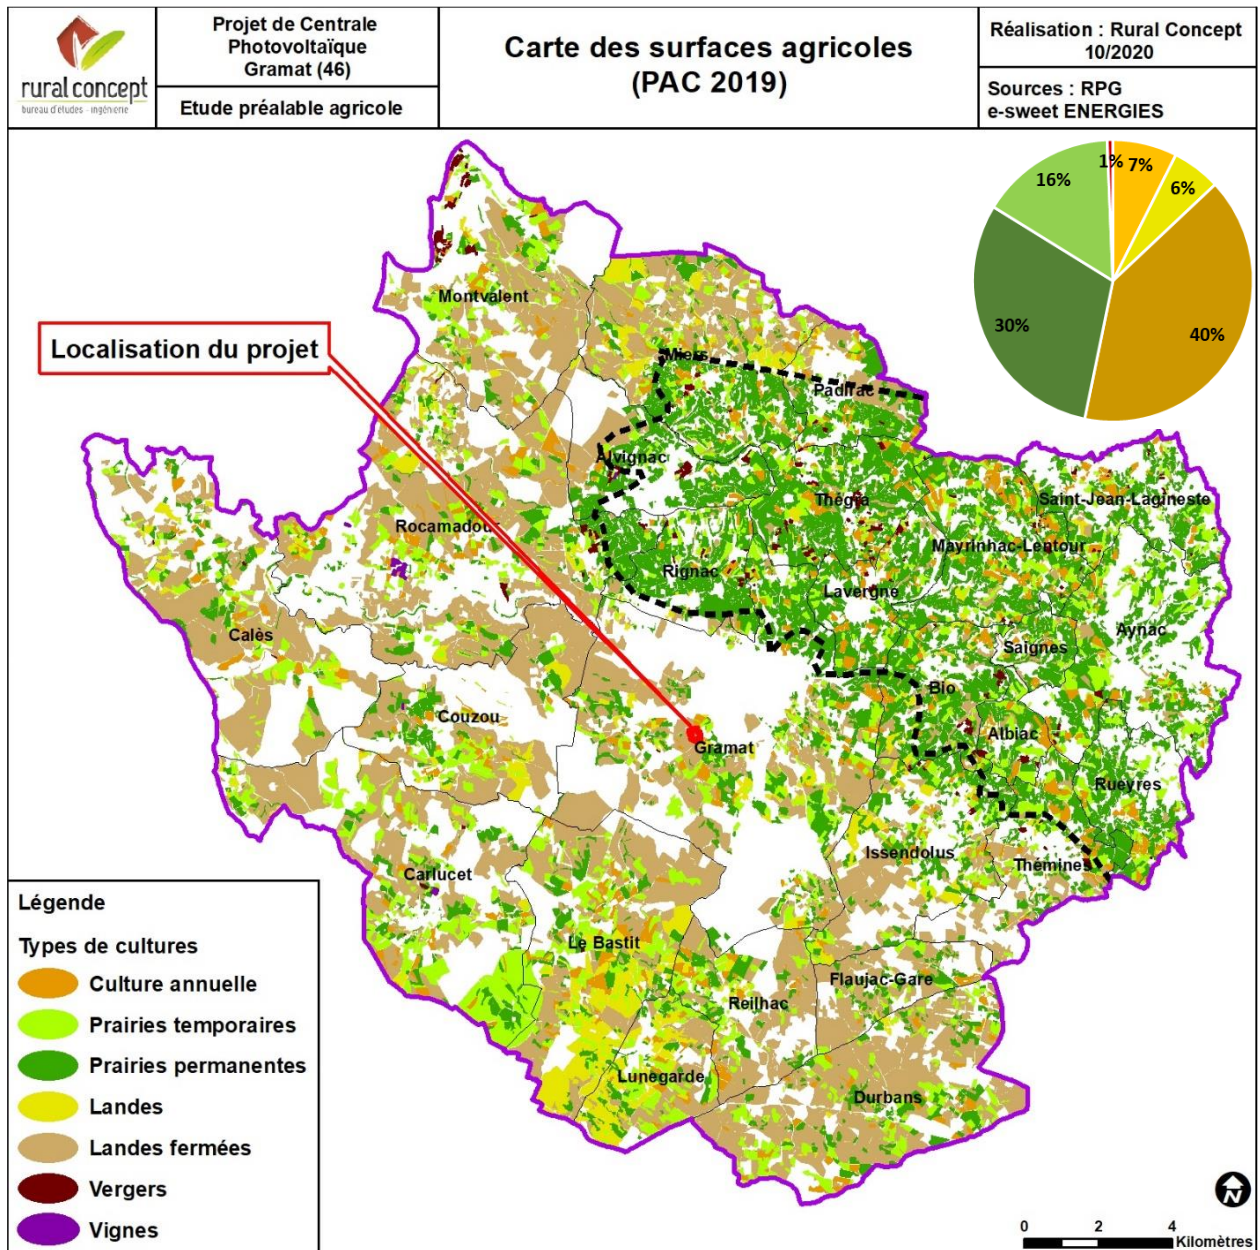 rural concept
bureau d'études - ingénierie
Projet de Centrale
Photovoltaïque
Gramat (46)
Etude préalable agricole
Carte des surfaces agricoles
(PAC 2019)
Réalisation : Rural Concept
10/2020
Sources : RPG
e-sweet ENERGIES
1%
7%
16%
6%
30%
40%
Montvalent
Localisation du projet
Miers
Padirac
Alvignac
Thégra
Saint-Jean-Lagineste
Rocamadour
Mayrinhac-Lentour
Rignac
Lavergne
Calès
Aynac
Saignes
Bio
Couzou
Albiac
Gramat
Rueyres
Issendolus
Thémines
Carlucet
Le Bastit
Flaujac-Gare
Reilhac
Lunegarde
Durbans
Légende
Types de cultures
Culture annuelle
Prairies temporaires
Prairies permanentes
Landes
Landes fermées
Vergers
Vignes
N
0 2 4
Kilomètres